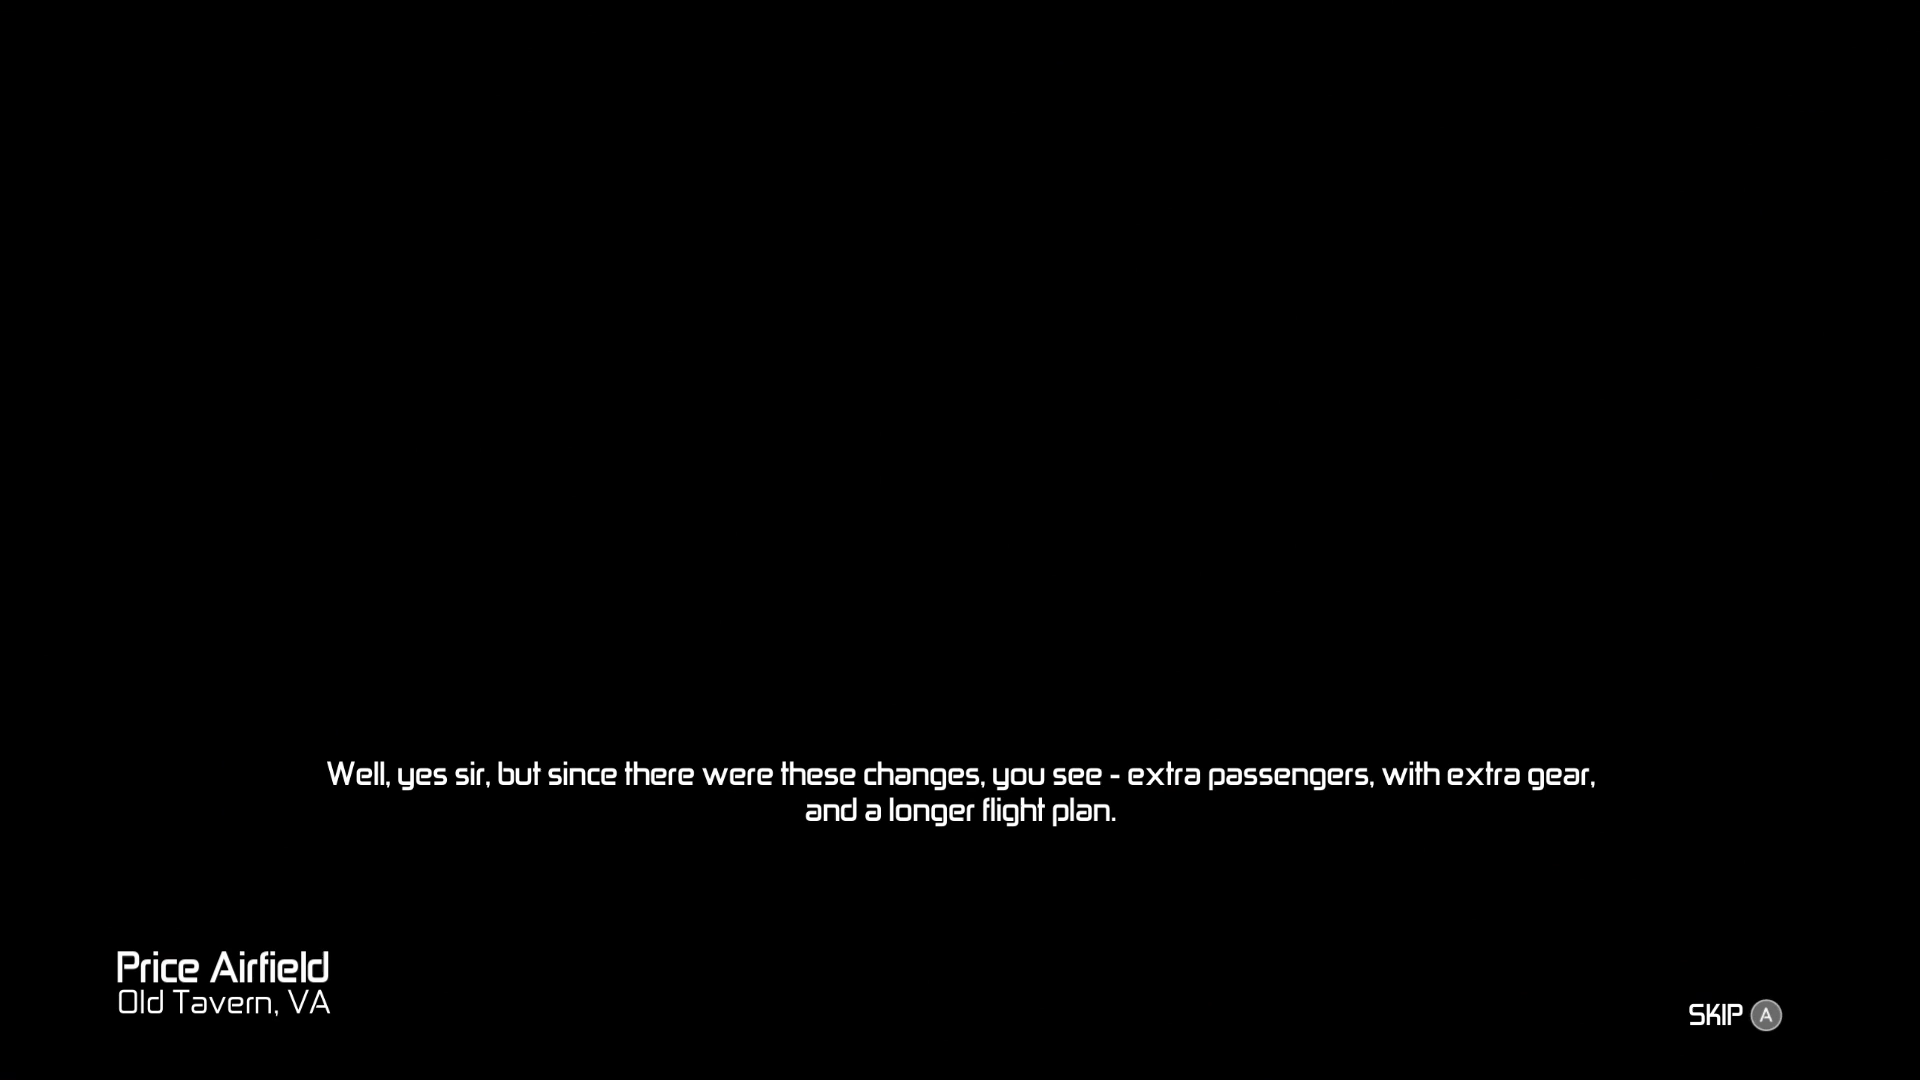 Well, yes sir, but since there were these changes, you see - extra passengers, with extra gear,
and a longer flight plan.
Price Airfield
Old Tavern, VA
SKIP A